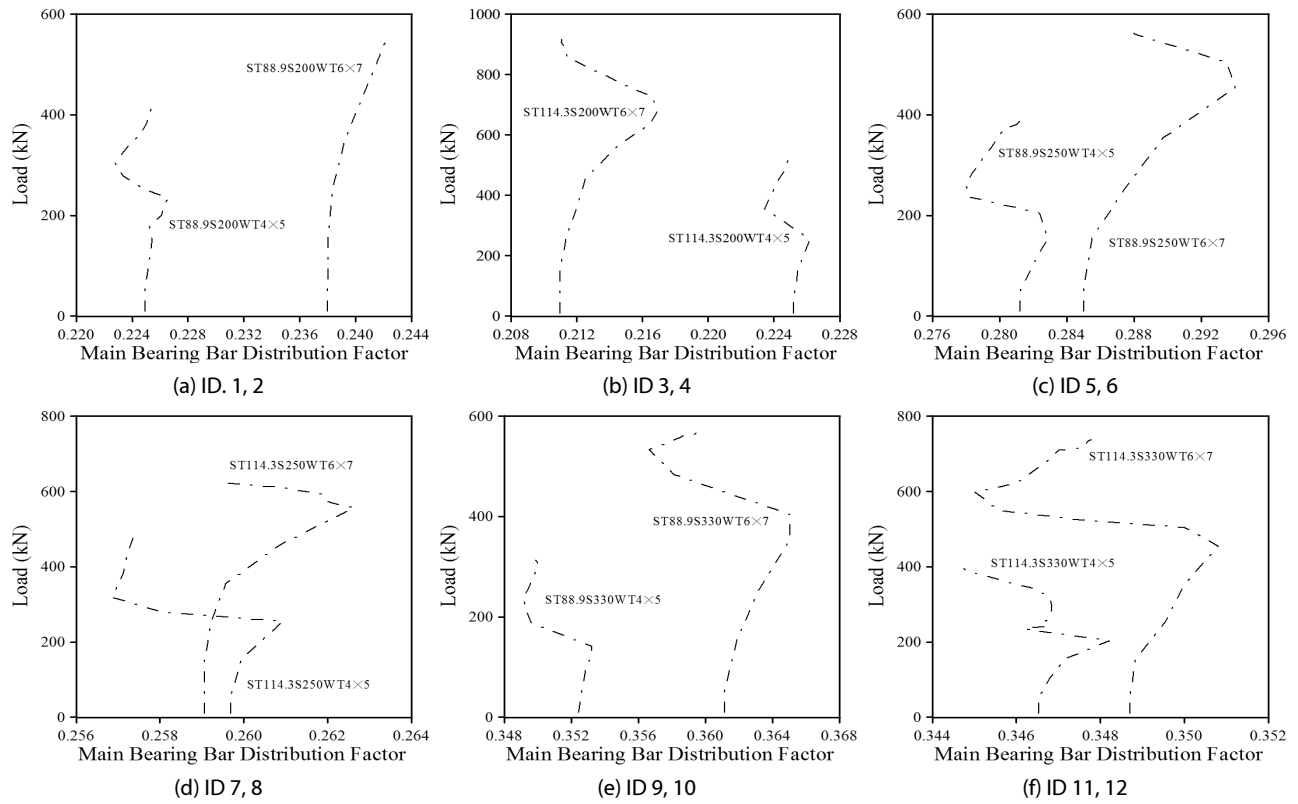 600
400
200
0
Load (kN)
ST88.9S200WT6×7
ST88.9S200WT4×5
0.220 0.228 0.232 0.236 0.240 0.244
Main Bearing Bar Distribution Factor
(a) ID. 1, 2
1000
800
600
400
200
0
Load (kN)
ST114.3S200WT6×7
ST114.3S200WT4×5
0.208 0.212 0.216 0.220 0.224 0.228
Main Bearing Bar Distribution Factor
(b) ID 3, 4
600
400
200
0
Load (kN)
ST88.9S250WT4×5
ST88.9S250WT6×7
0.276 0.280 0.284 0.288 0.292 0.296
Main Bearing Bar Distribution Factor
(c) ID 5, 6
800
600
400
200
0
Load (kN)
ST114.3S250WT6×7
ST114.3S250WT4×5
0.256 0.258 0.260 0.262 0.264
Main Bearing Bar Distribution Factor
(d) ID 7, 8
600
400
200
0
Load (kN)
ST88.9S330WT6×7
ST88.9S330WT4×5
0.348 0.352 0.356 0.360 0.364 0.368
Main Bearing Bar Distribution Factor
(e) ID 9, 10
800
600
400
200
0
Load (kN)
ST114.3S330WT6×7
ST114.3S330WT4×5
0.344 0.346 0.348 0.350 0.352
Main Bearing Bar Distribution Factor
(f) ID 11, 12